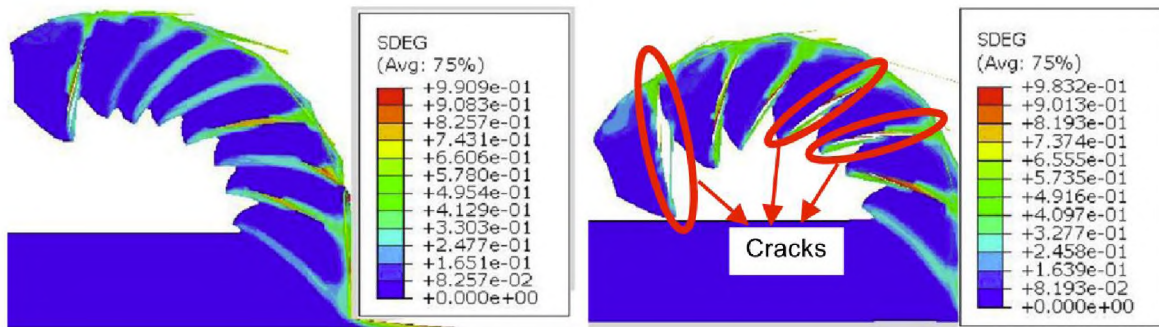 SDEG
(Avg: 75%)
+9.909e-01
+9.083e-01
+8.257e-01
+7.431e-01
+6.606e-01
+5.780e-01
+4.954e-01
+4.129e-01
+3.303e-01
+2.477e-01
+1.651e-01
+8.257e-02
+0.000e+00
SDEG
(Avg: 75%)
+9.832e-01
+9.013e-01
+8.193e-01
+7.374e-01
+6.555e-01
+5.735e-01
+4.916e-01
+4.097e-01
+3.277e-01
+2.458e-01
+1.639e-01
+8.193e-02
+0.000e+00
Cracks